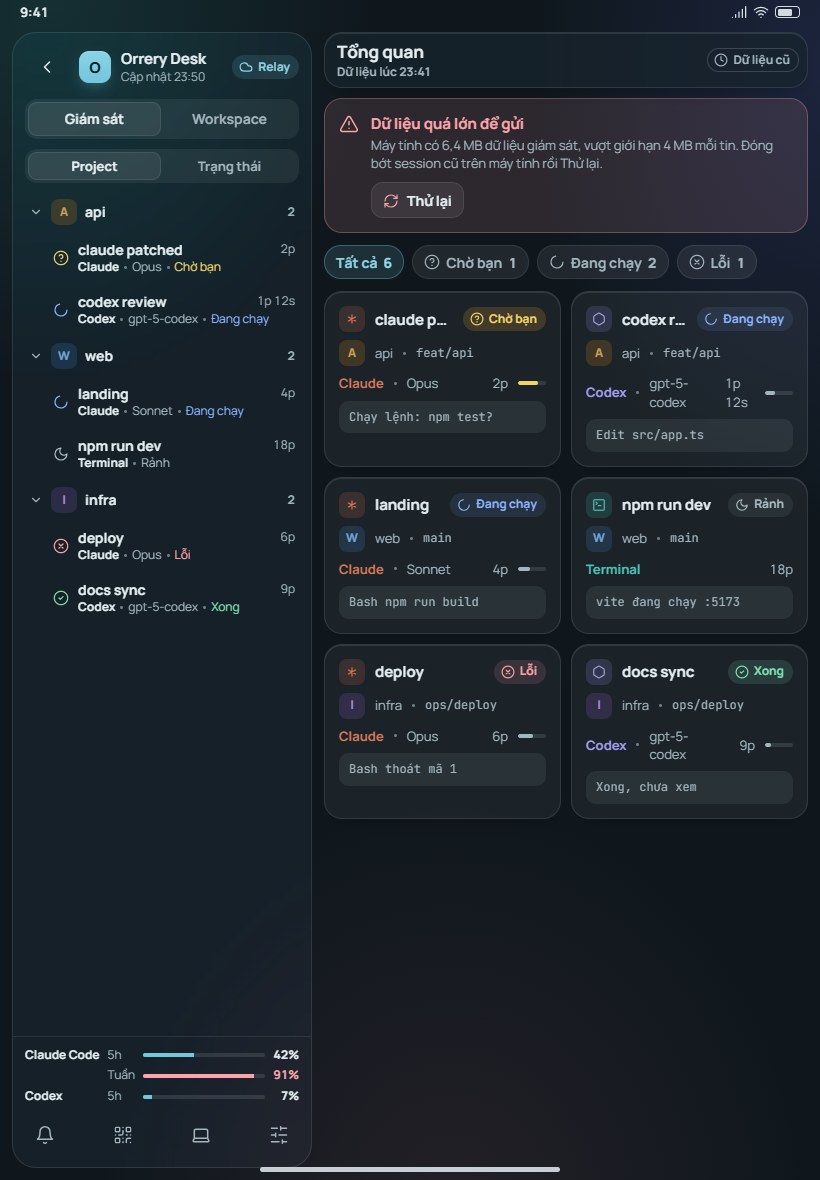 9:41
O
Orrery Desk
Cập nhật 23:50
Relay
Giám sát
Workspace
Project
Trạng thái
A api 2
claude patched 2p
Claude • Opus • Chờ bạn
codex review 1p 12s
Codex • gpt-5-codex • Đang chạy
W web 2
landing 4p
Claude • Sonnet • Đang chạy
npm run dev 18p
Terminal • Rảnh
I infra 2
deploy 6p
Claude • Opus • Lỗi
docs sync 9p
Codex • gpt-5-codex • Xong
Claude Code 5h 42%
Tuần 91%
Codex 5h 7%
Tổng quan
Dữ liệu lúc 23:41
Dữ liệu cũ
Dữ liệu quá lớn để gửi
Máy tính có 6,4 MB dữ liệu giám sát, vượt giới hạn 4 MB mỗi tin. Đóng
bớt session cũ trên máy tính rồi Thử lại.
Thử lại
Tất cả 6
Chờ bạn 1
Đang chạy 2
Lỗi 1
claude p... Chờ bạn
A api • feat/api
Claude • Opus 2p
Chạy lệnh: npm test?
codex r... Đang chạy
A api • feat/api
Codex • gpt-5-
codex
1p
12s
Edit src/app.ts
landing Đang chạy
W web • main
Claude • Sonnet 4p
Bash npm run build
npm run dev Rảnh
W web • main
Terminal 18p
vite đang chạy :5173
deploy Lỗi
I infra • ops/deploy
Claude • Opus 6p
Bash thoát mã 1
docs sync Xong
I infra • ops/deploy
Codex • gpt-5-
codex
9p
Xong, chưa xem